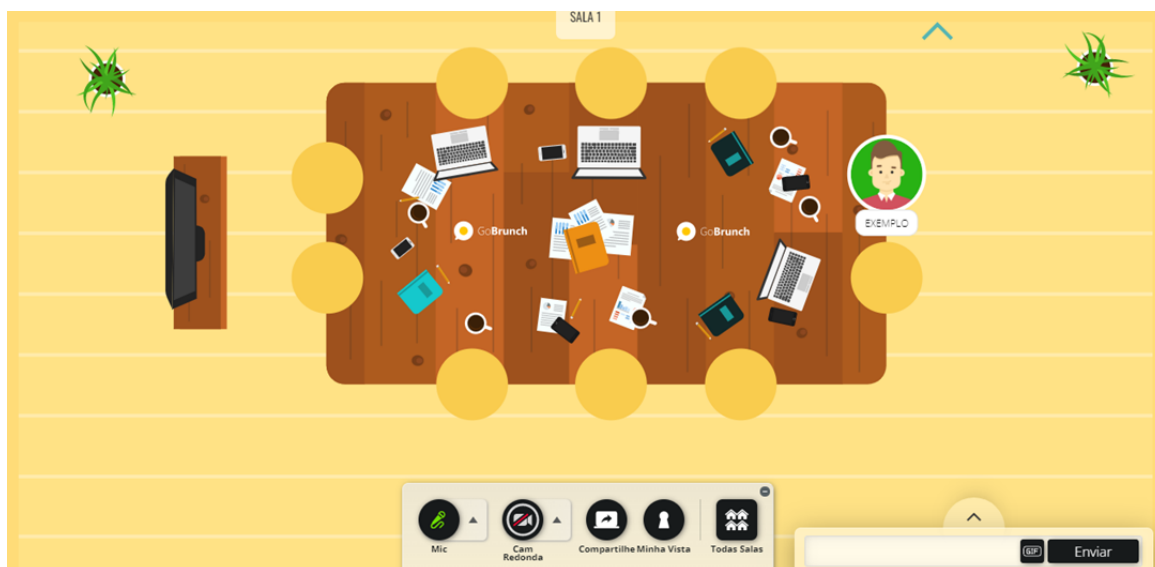 SALA 1
GoBrunch
GoBrunch
EXEMPLO
Mic
Cam
Redonda
Compartilhe
Minha Vista
Todas Salas
GIF
Enviar